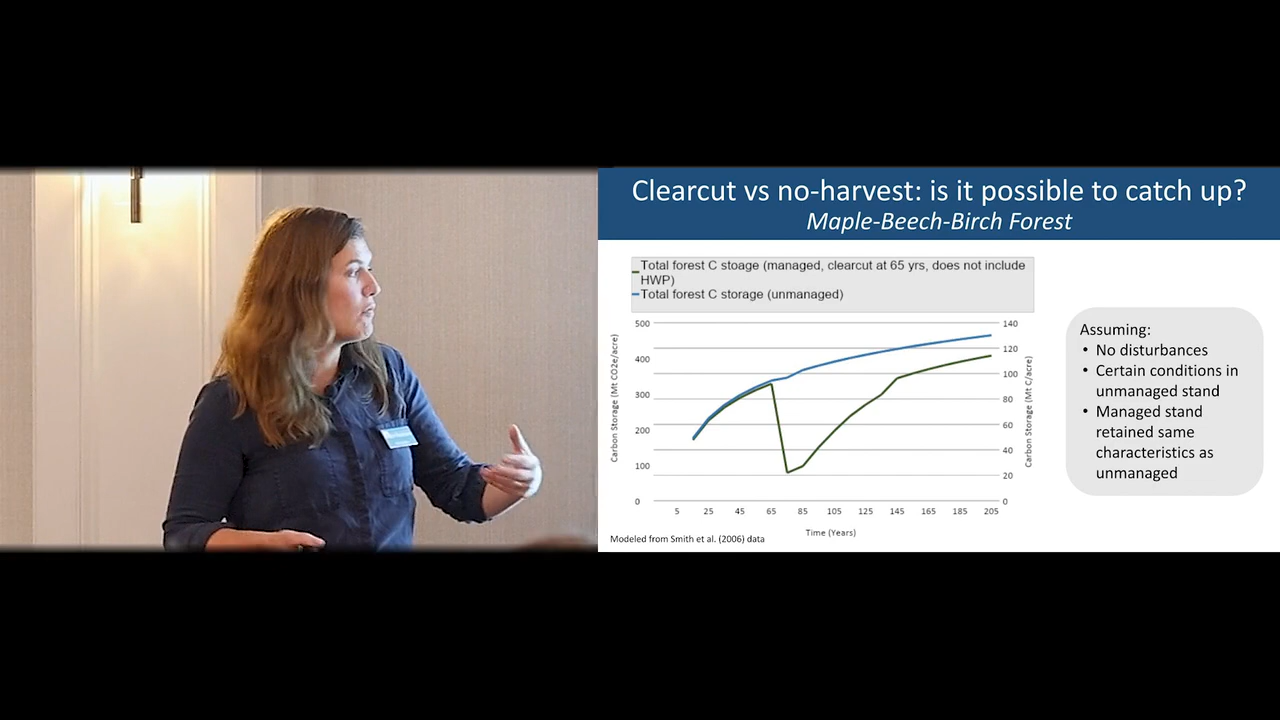 Clearcut vs no-harvest: is it possible to catch up?
Maple-Beech-Birch Forest
Total forest C stoage (managed, clearcut at 65 yrs, does not include
HWP)
Total forest C storage (unmanaged)
Carbon Storage (Mt CO2e/acre)
500
400
300
200
100
0
140
120
100
80
60
40
20
0
Carbon Storage (Mt C/acre)
5 25 45 65 85 105 125 145 165 185 205
Time (Years)
Modeled from Smith et al. (2006) data
Assuming:
• No disturbances
• Certain conditions in
unmanaged stand
• Managed stand
retained same
characteristics as
unmanaged